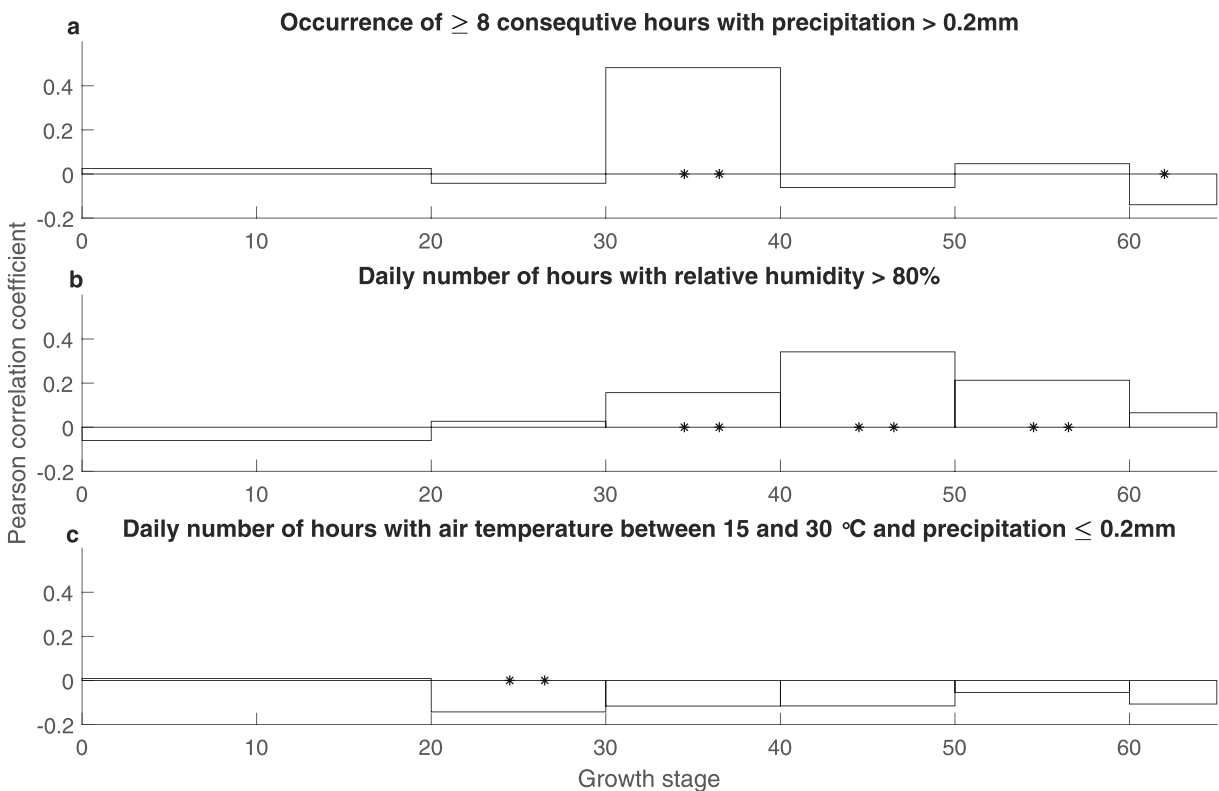 a
Occurrence of ≥ 8 consequtive hours with precipitation > 0.2mm
0.4
0.2
0
-0.2
0 10 20 30 40 50 60
* * *
b
Daily number of hours with relative humidity > 80%
0.4
0.2
0
-0.2
0 10 20 30 40 50 60
* * * * * *
Pearson correlation coefficient
c
Daily number of hours with air temperature between 15 and 30 °C and precipitation ≤ 0.2mm
0.4
0.2
0
-0.2
0 10 20 30 40 50 60
* *
Growth stage